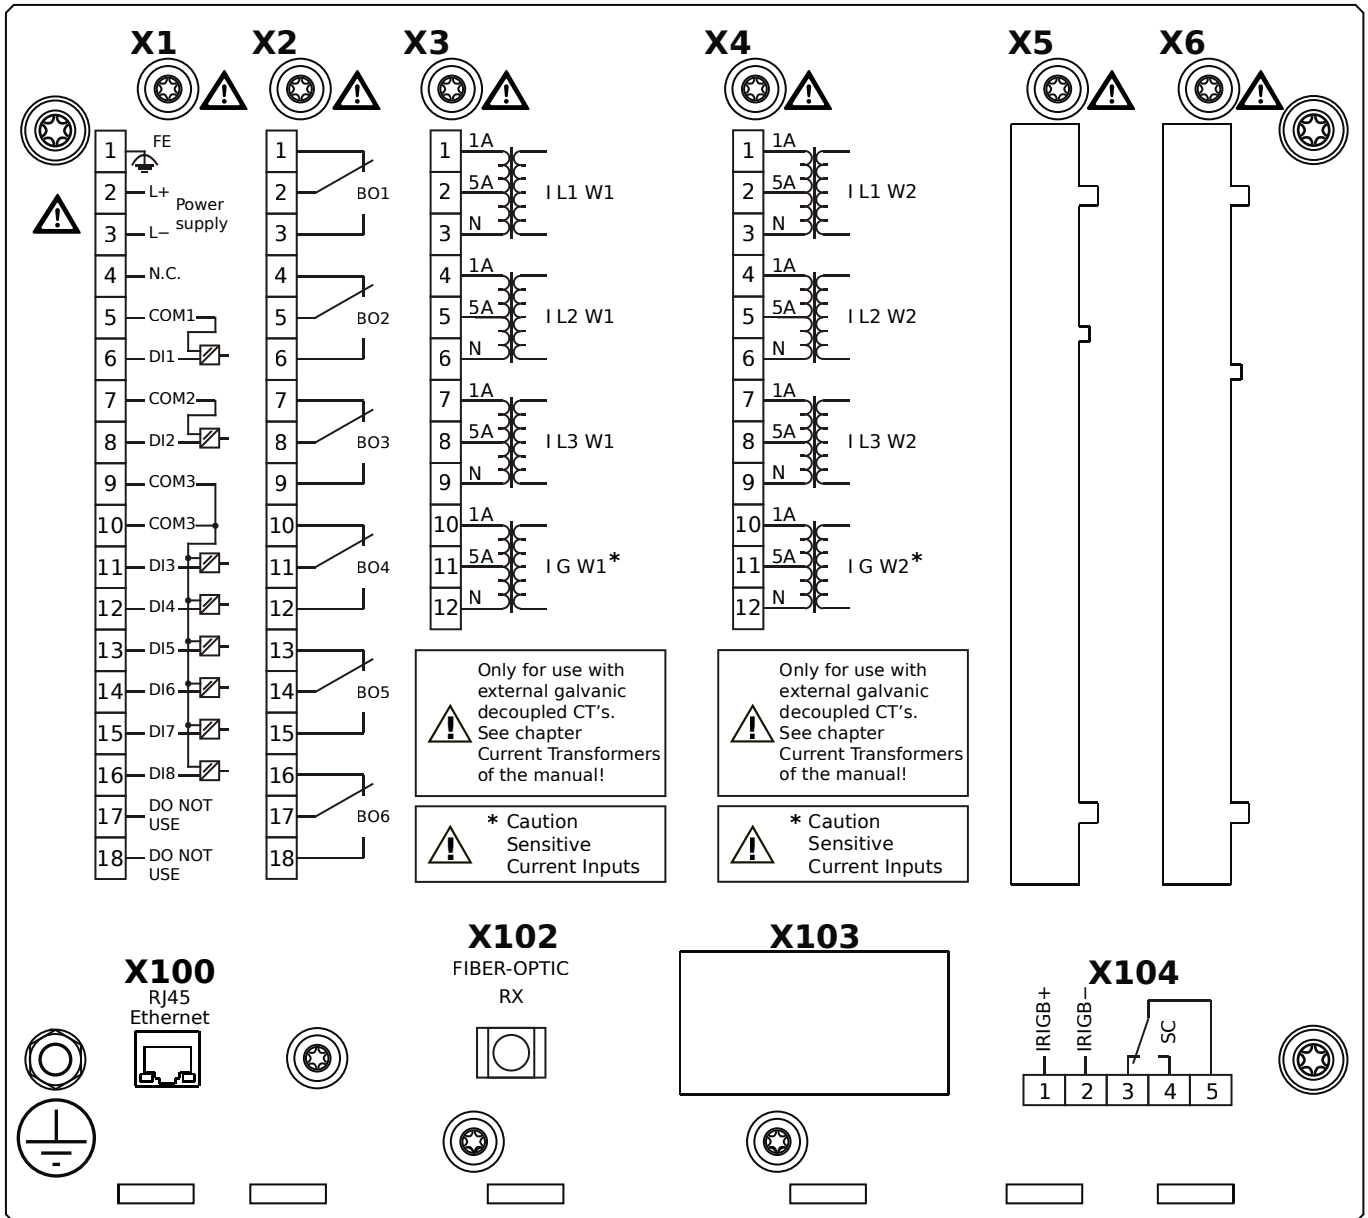 X1
X2
X3
X4
X5
X6
1
FE
2
L+
Power
supply
3
L−
4
N.C.
5
COM1
6
DI1
7
COM2
8
DI2
9
COM3
10
COM3
11
DI3
12
DI4
13
DI5
14
DI6
15
DI7
16
DI8
17
DO NOT
USE
18
DO NOT
USE
1
2
BO1
3
4
5
BO2
6
7
8
BO3
9
10
11
BO4
12
13
14
BO5
15
16
17
BO6
18
1
1A
2
5A
I L1 W1
3
N
4
1A
5
5A
I L2 W1
6
N
7
1A
8
5A
I L3 W1
9
N
10
1A
11
5A
I G W1*
12
N
Only for use with
external galvanic
decoupled CT's.
See chapter
Current Transformers
of the manual!
* Caution
Sensitive
Current Inputs
1
1A
2
5A
I L1 W2
3
N
4
1A
5
5A
I L2 W2
6
N
7
1A
8
5A
I L3 W2
9
N
10
1A
11
5A
I G W2*
12
N
Only for use with
external galvanic
decoupled CT's.
See chapter
Current Transformers
of the manual!
* Caution
Sensitive
Current Inputs
X100
RJ45
Ethernet
X102
FIBER-OPTIC
RX
X103
X104
IRIGB+
IRIGB−
SC
1 2 3 4 5